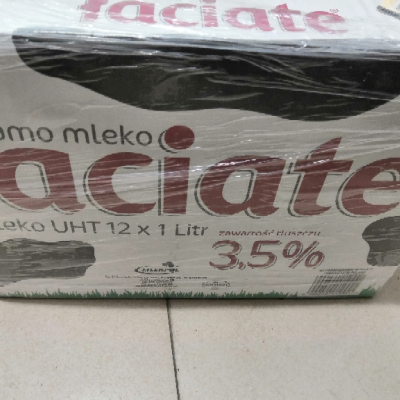 łaciate
amo mleko
łaciate
leko UHT 12 x 1 Litr
zawartość tłuszczu
3,5%